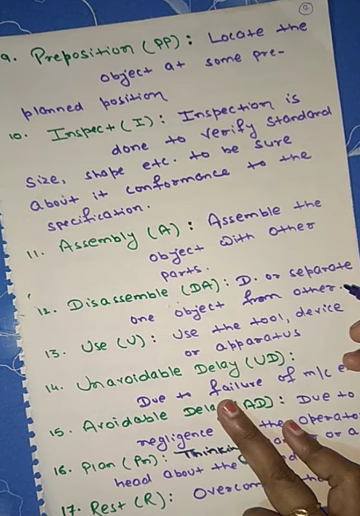 2
9. Preposition (PP): Locate the
object at some pre-
planned position
10. Inspect (I): Inspection is
done to verify standard
size, shape etc. to be sure
about it conformance to the
specification.
11. Assembly (A): Assemble the
object with other
parts.
12. Disassemble (DA): D. or separate
one object from other.
13. Use (U): Use the tool, device
or apparatus
14. Unavoidable Delay (UD):
Due to failure of m/c e
15. Avoidable Delay (AD): Due to
negligence the operato
16. Plan (Pn): Thinkin or a
head about the
17. Rest (R): Overcom